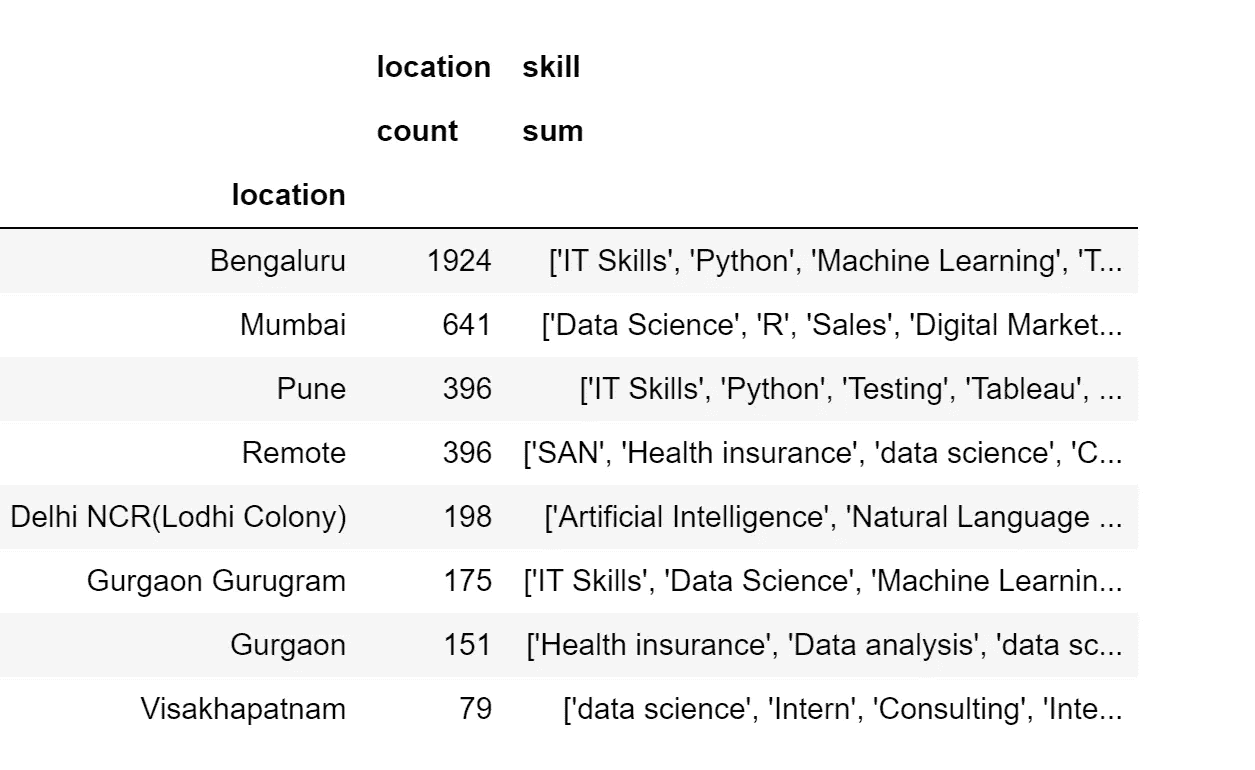 location skill
count sum
location
Bengaluru 1924 ['IT Skills', 'Python', 'Machine Learning', 'T...
Mumbai 641 ['Data Science', 'R', 'Sales', 'Digital Market...
Pune 396 ['IT Skills', 'Python', 'Testing', 'Tableau', ...
Remote 396 ['SAN', 'Health insurance', 'data science', 'C...
Delhi NCR(Lodhi Colony) 198 ['Artificial Intelligence', 'Natural Language ...
Gurgaon Gurugram 175 ['IT Skills', 'Data Science', 'Machine Learnin...
Gurgaon 151 ['Health insurance', 'Data analysis', 'data sc...
Visakhapatnam 79 ['data science', 'Intern', 'Consulting', 'Inte...